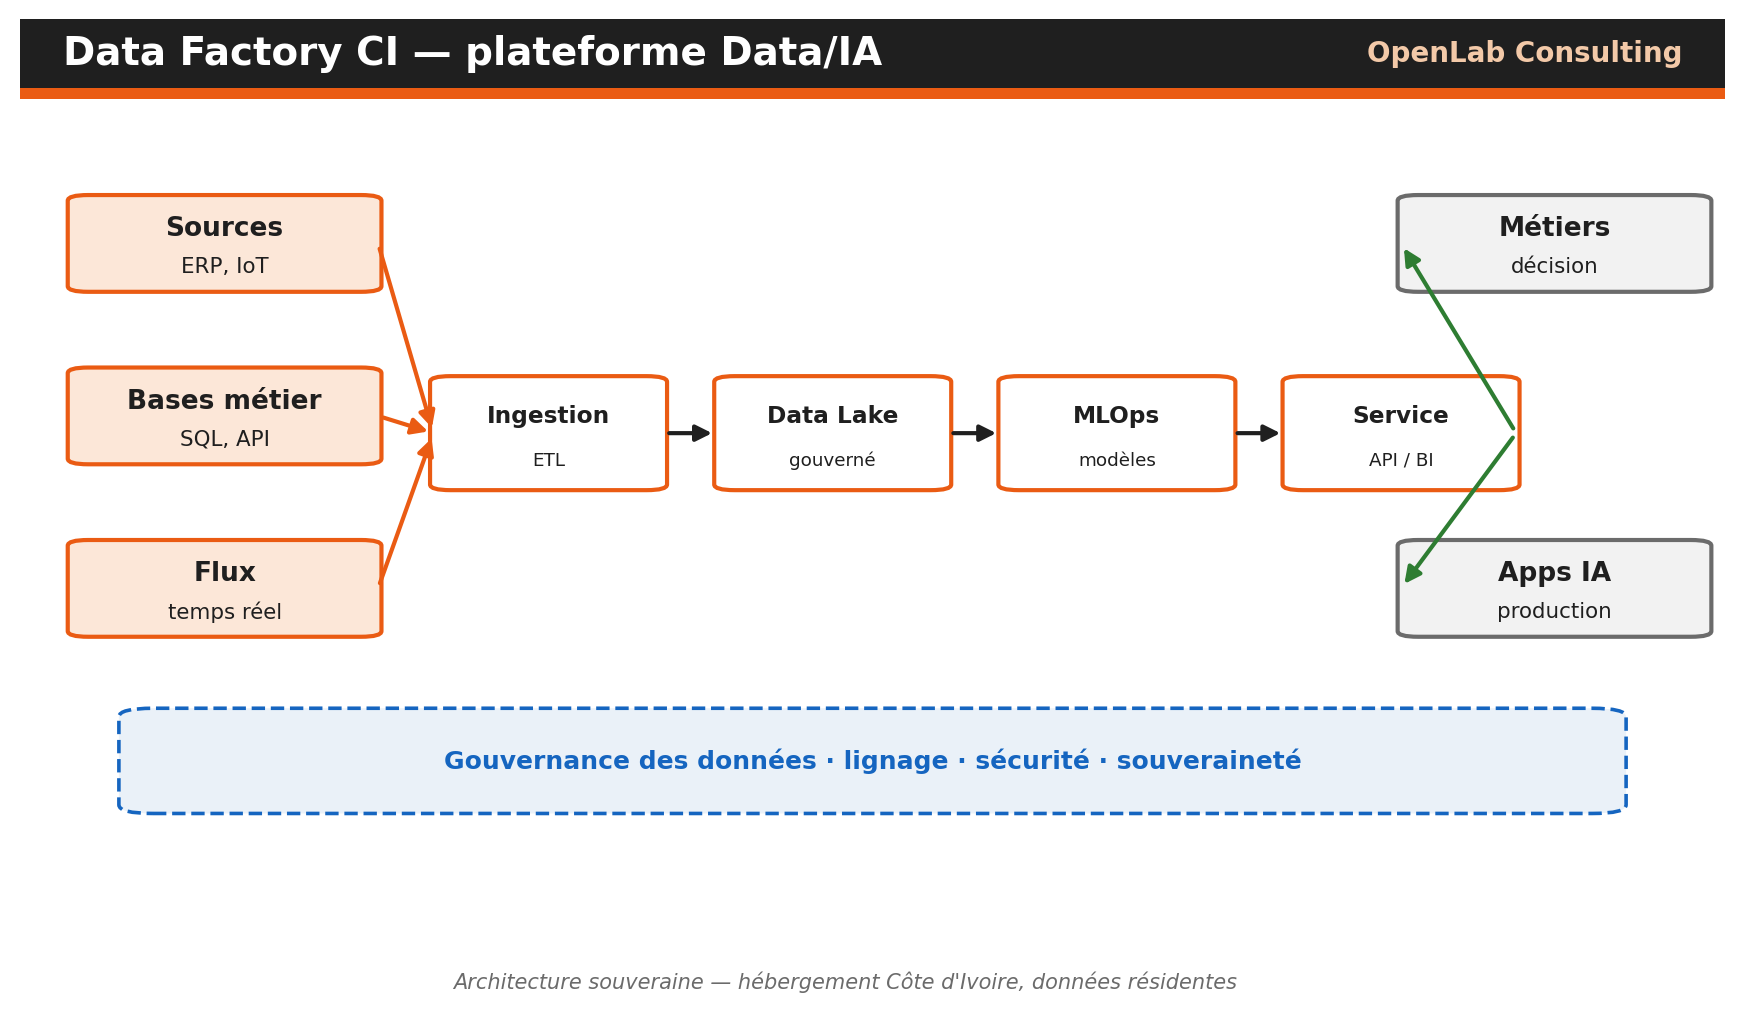 Data Factory CI — plateforme Data/IA
OpenLab Consulting
Sources
ERP, IoT
Bases métier
SQL, API
Flux
temps réel
Ingestion
ETL
Data Lake
gouverné
MLOps
modèles
Service
API / BI
Métiers
décision
Apps IA
production
Gouvernance des données · lignage · sécurité · souveraineté
Architecture souveraine — hébergement Côte d'Ivoire, données résidentes